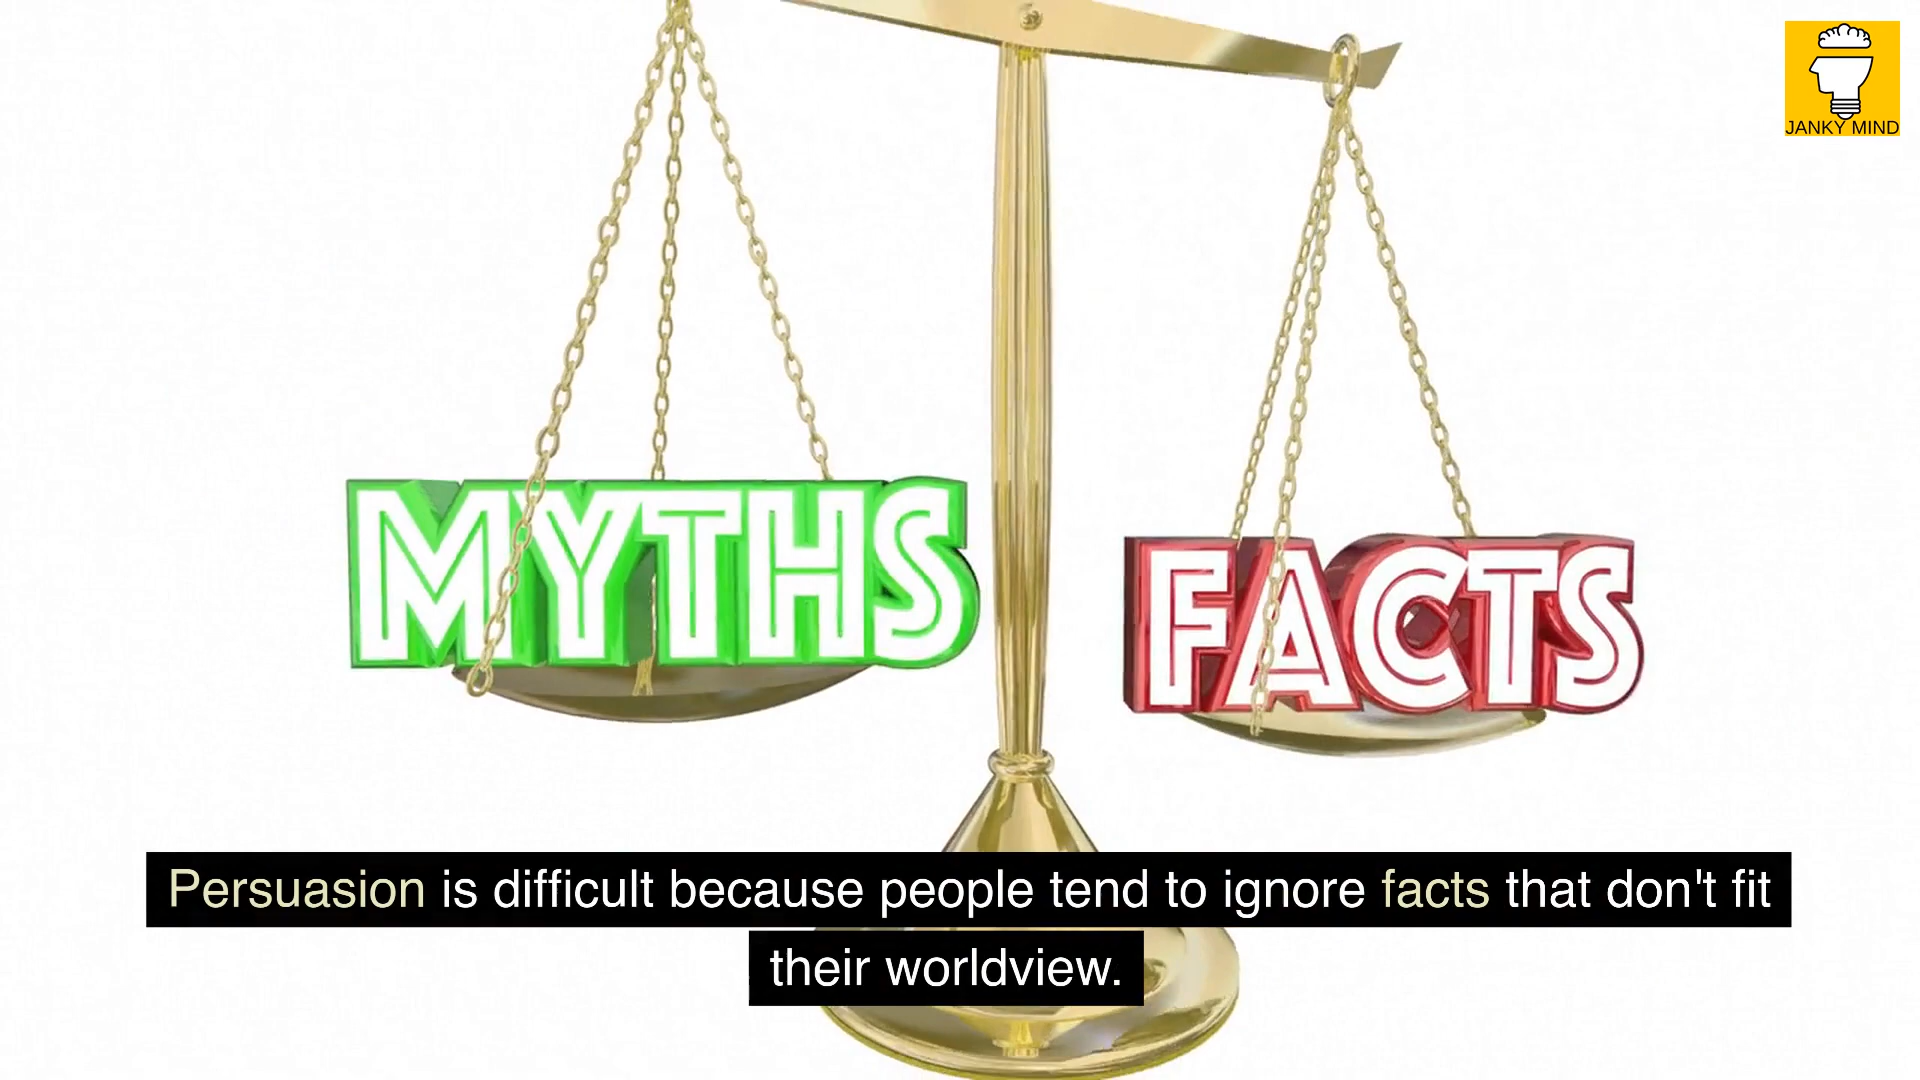 JANKY MIND
MYTHS
FACTS
Persuasion is difficult because people tend to ignore facts that don't fit
their worldview.